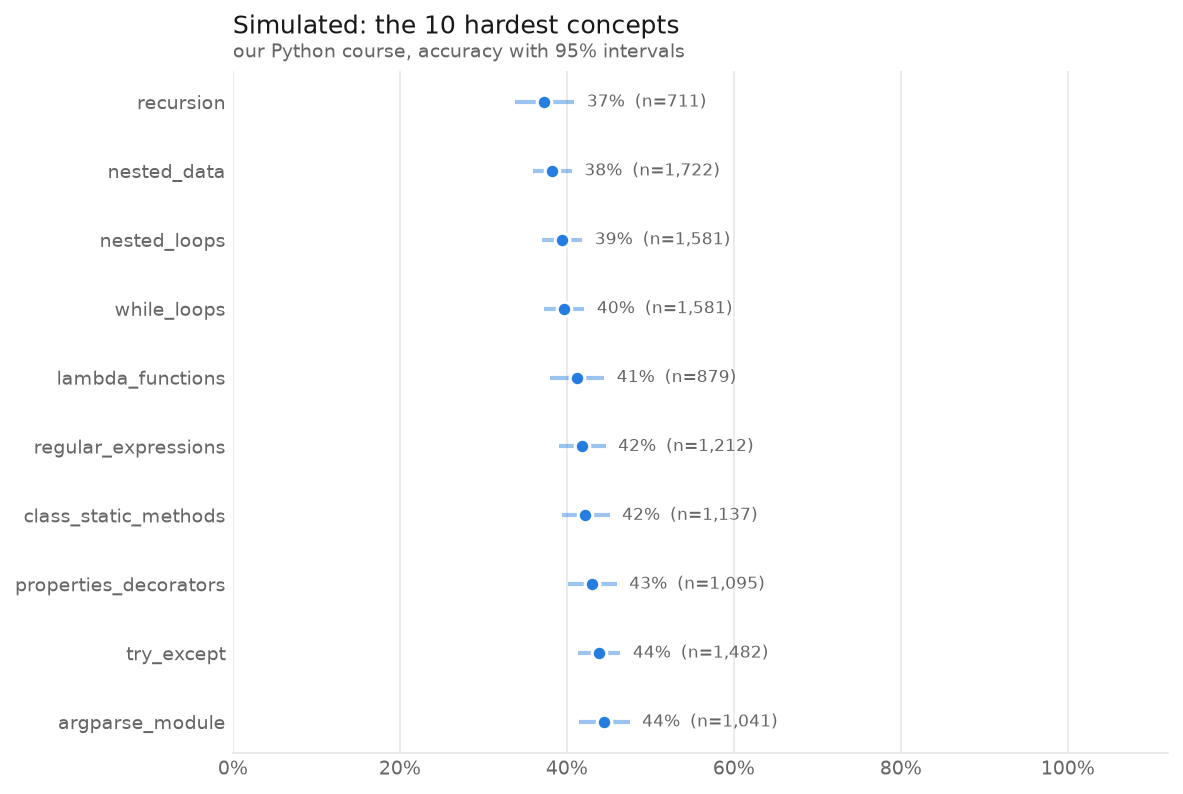 Simulated: the 10 hardest concepts
our Python course, accuracy with 95% intervals
recursion 37% (n=711)
nested_data 38% (n=1,722)
nested_loops 39% (n=1,581)
while_loops 40% (n=1,581)
lambda_functions 41% (n=879)
regular_expressions 42% (n=1,212)
class_static_methods 42% (n=1,137)
properties_decorators 43% (n=1,095)
try_except 44% (n=1,482)
argparse_module 44% (n=1,041)
0% 20% 40% 60% 80% 100%